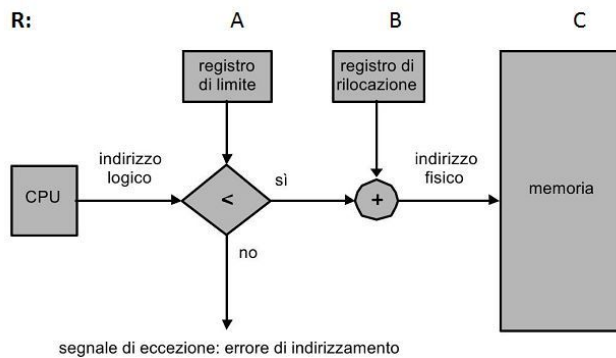 R:
A
B
C
registro
di limite
registro di
rilocazione
indirizzo
logico
CPU
<
sì
+
indirizzo
fisico
memoria
no
segnale di eccezione: errore di indirizzamento